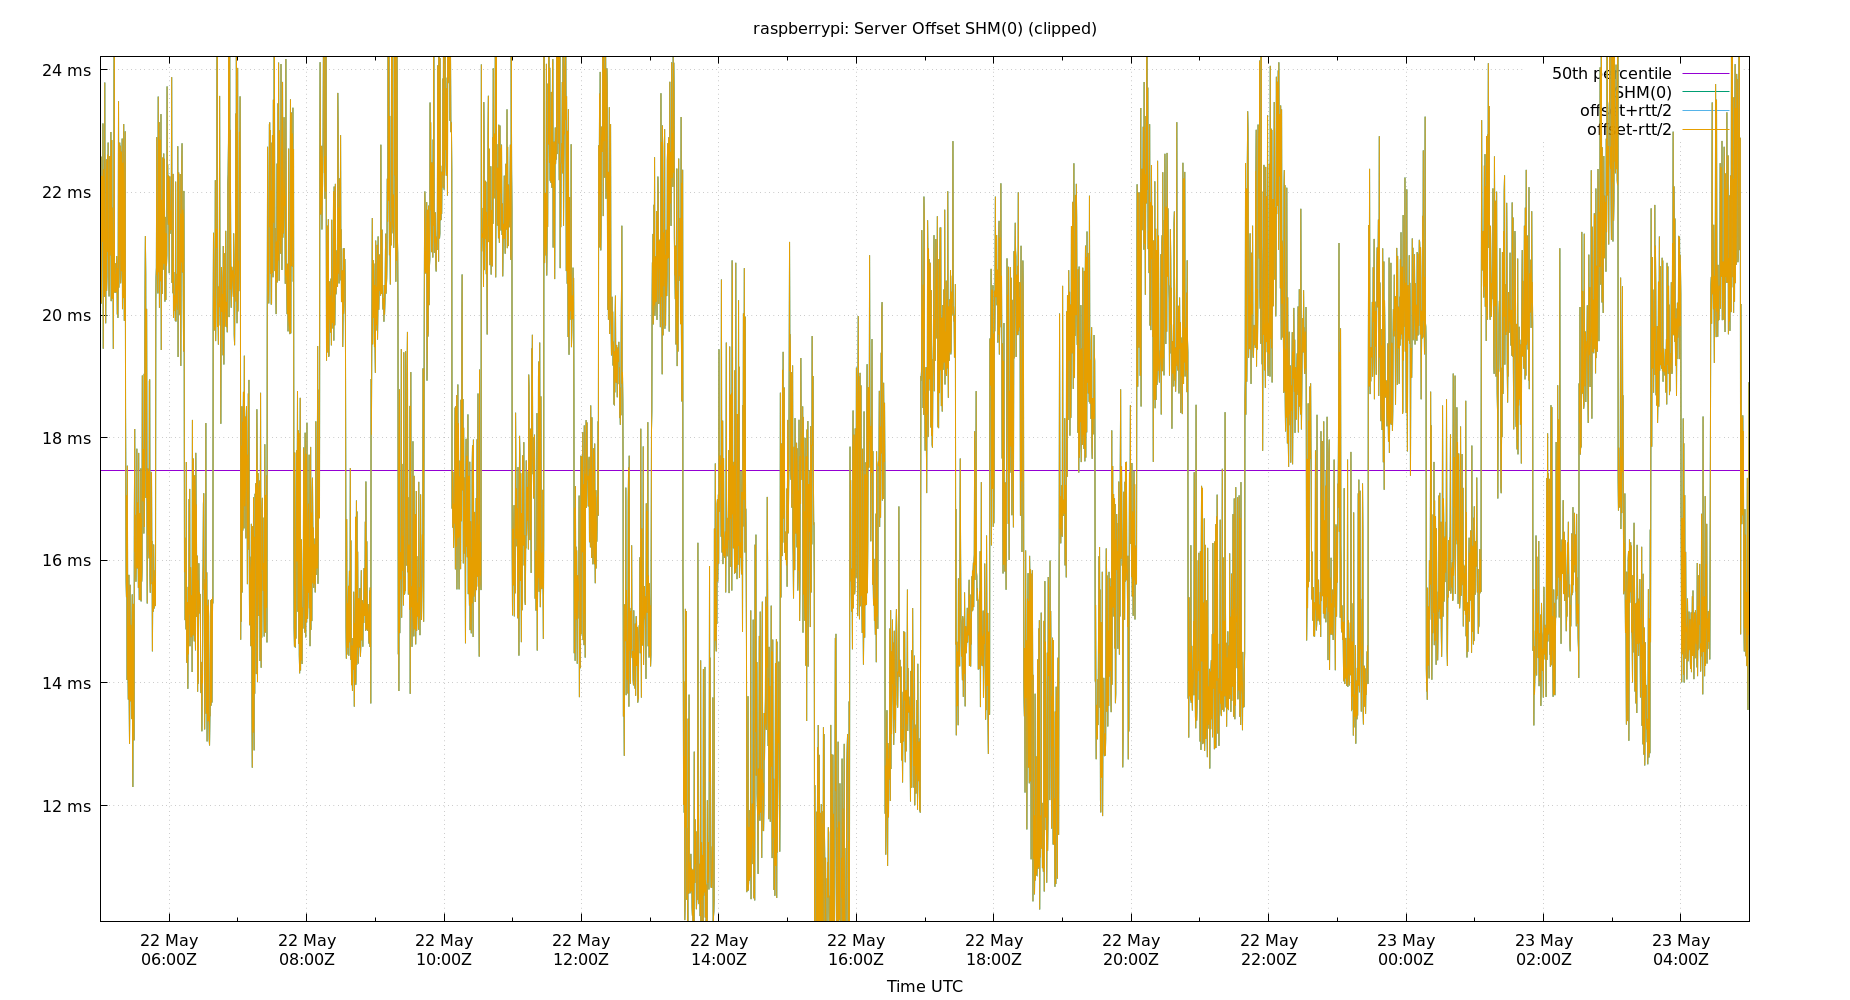 raspberrypi: Server Offset SHM(0) (clipped)
24 ms
22 ms
20 ms
18 ms
16 ms
14 ms
12 ms
50th percentile
SHM(0)
offset+rtt/2
offset-rtt/2
22 May 22 May 22 May 22 May 22 May 22 May 22 May 22 May 22 May 23 May 23 May 23 May
06:00Z 08:00Z 10:00Z 12:00Z 14:00Z 16:00Z 18:00Z 20:00Z 22:00Z 00:00Z 02:00Z 04:00Z
Time UTC